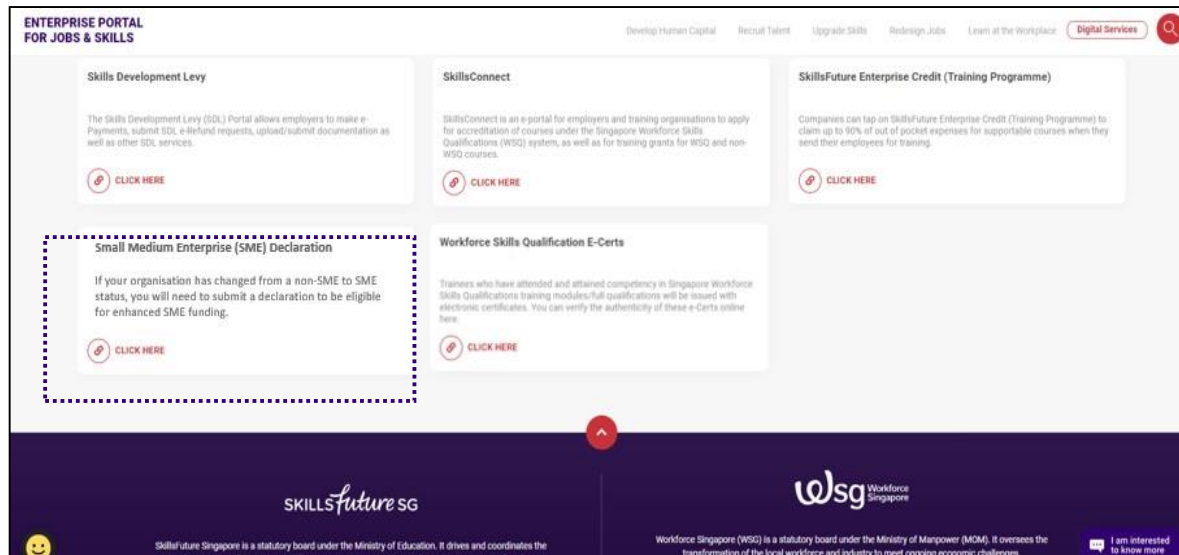 ENTERPRISE PORTAL
FOR JOBS & SKILLS
Develop Human Capital Recruit Talent Upgrade Skills Redesign Jobs Learn at the Workplace Digital Services
Skills Development Levy
The Skills Development Levy (SDL) Portal allows employers to make e-
Payments, submit SDL e-Refund requests, upload/submit documentation as
well as other SDL services.
CLICK HERE
SkillsConnect
SkillsConnect is an e-portal for employers and training organisations to apply
for accreditation of courses under the Singapore Workforce Skills
Qualifications (WSQ) system, as well as for training grants for WSQ and non-
WSQ courses.
CLICK HERE
SkillsFuture Enterprise Credit (Training Programme)
Companies can tap on SkillsFuture Enterprise Credit (Training Programme) to
claim up to 90% of out of pocket expenses for supportable courses when they
send their employees for training.
CLICK HERE
Small Medium Enterprise (SME) Declaration
If your organisation has changed from a non-SME to SME
status, you will need to submit a declaration to be eligible
for enhanced SME funding.
CLICK HERE
Workforce Skills Qualification E-Certs
Trainees who have attended and attained competency in Singapore Workforce
Skills Qualifications training modules/full qualifications will be issued with
electronic certificates. You can verify the authenticity of these e-Certs online
here.
CLICK HERE
SKILLSfuture SG
SkillsFuture Singapore is a statutory board under the Ministry of Education. It drives and coordinates the
wsg Workforce
Singapore
Workforce Singapore (WSG) is a statutory board under the Ministry of Manpower (MOM). It oversees the
transformation of the local workforce and industry to meet ongoing economic challenges.
I am interested
to know more